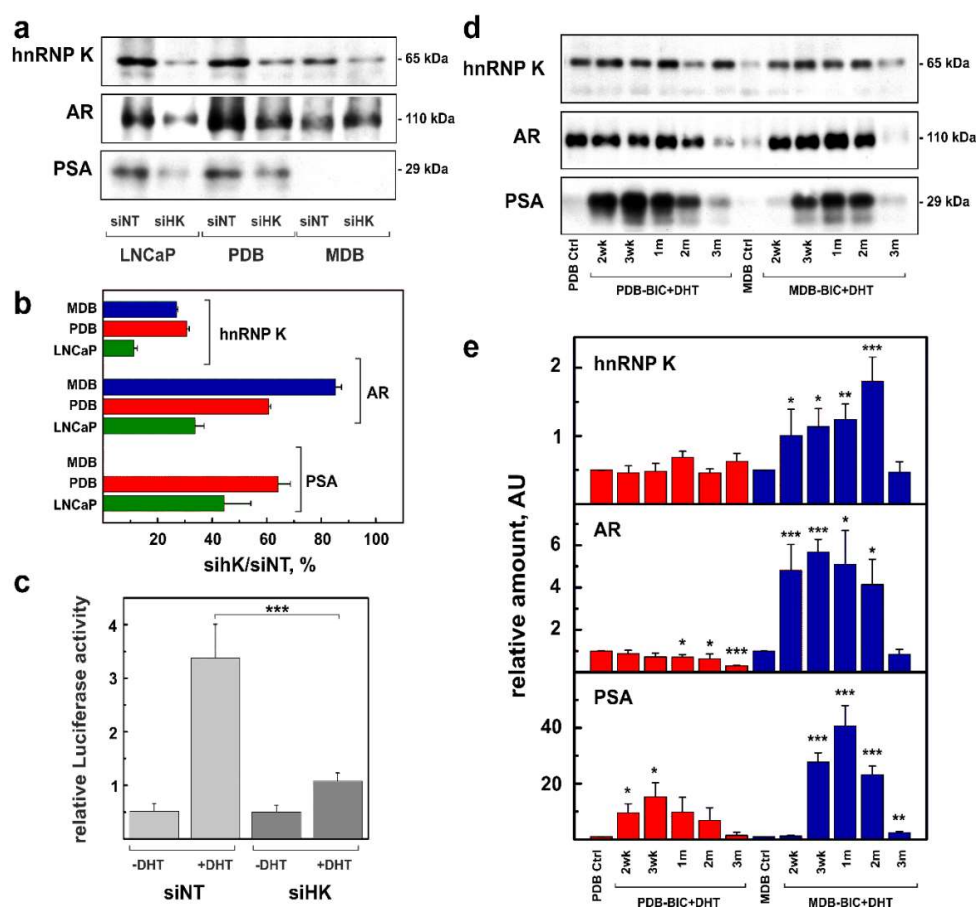 a
hnRNP K
- 65 kDa
AR
- 110 kDa
PSA
- 29 kDa
siNT siHK siNT siHK siNT siHK
LNCaP PDB MDB
b
MDB
PDB
LNCaP
hnRNP K
MDB
PDB
LNCaP
AR
MDB
PDB
LNCaP
PSA
20 40 60 80 100
sihK/siNT, %
c
relative Luciferase activity
4
3
2
1
***
-DHT +DHT -DHT +DHT
siNT siHK
d
hnRNP K
- 65 kDa
AR
- 110 kDa
PSA
- 29 kDa
PDB Ctrl 2wk 3wk 1m 2m 3m MDB Ctrl 2wk 3wk 1m 2m 3m
PDB-BIC+DHT MDB-BIC+DHT
e
relative amount, AU
hnRNP K
2
1
* * ** ***
AR
6
4
2
* * *** *** *** * *
PSA
40
20
* * *** *** *** **
PDB Ctrl 2wk 3wk 1m 2m 3m MDB Ctrl 2wk 3wk 1m 2m 3m
PDB-BIC+DHT MDB-BIC+DHT